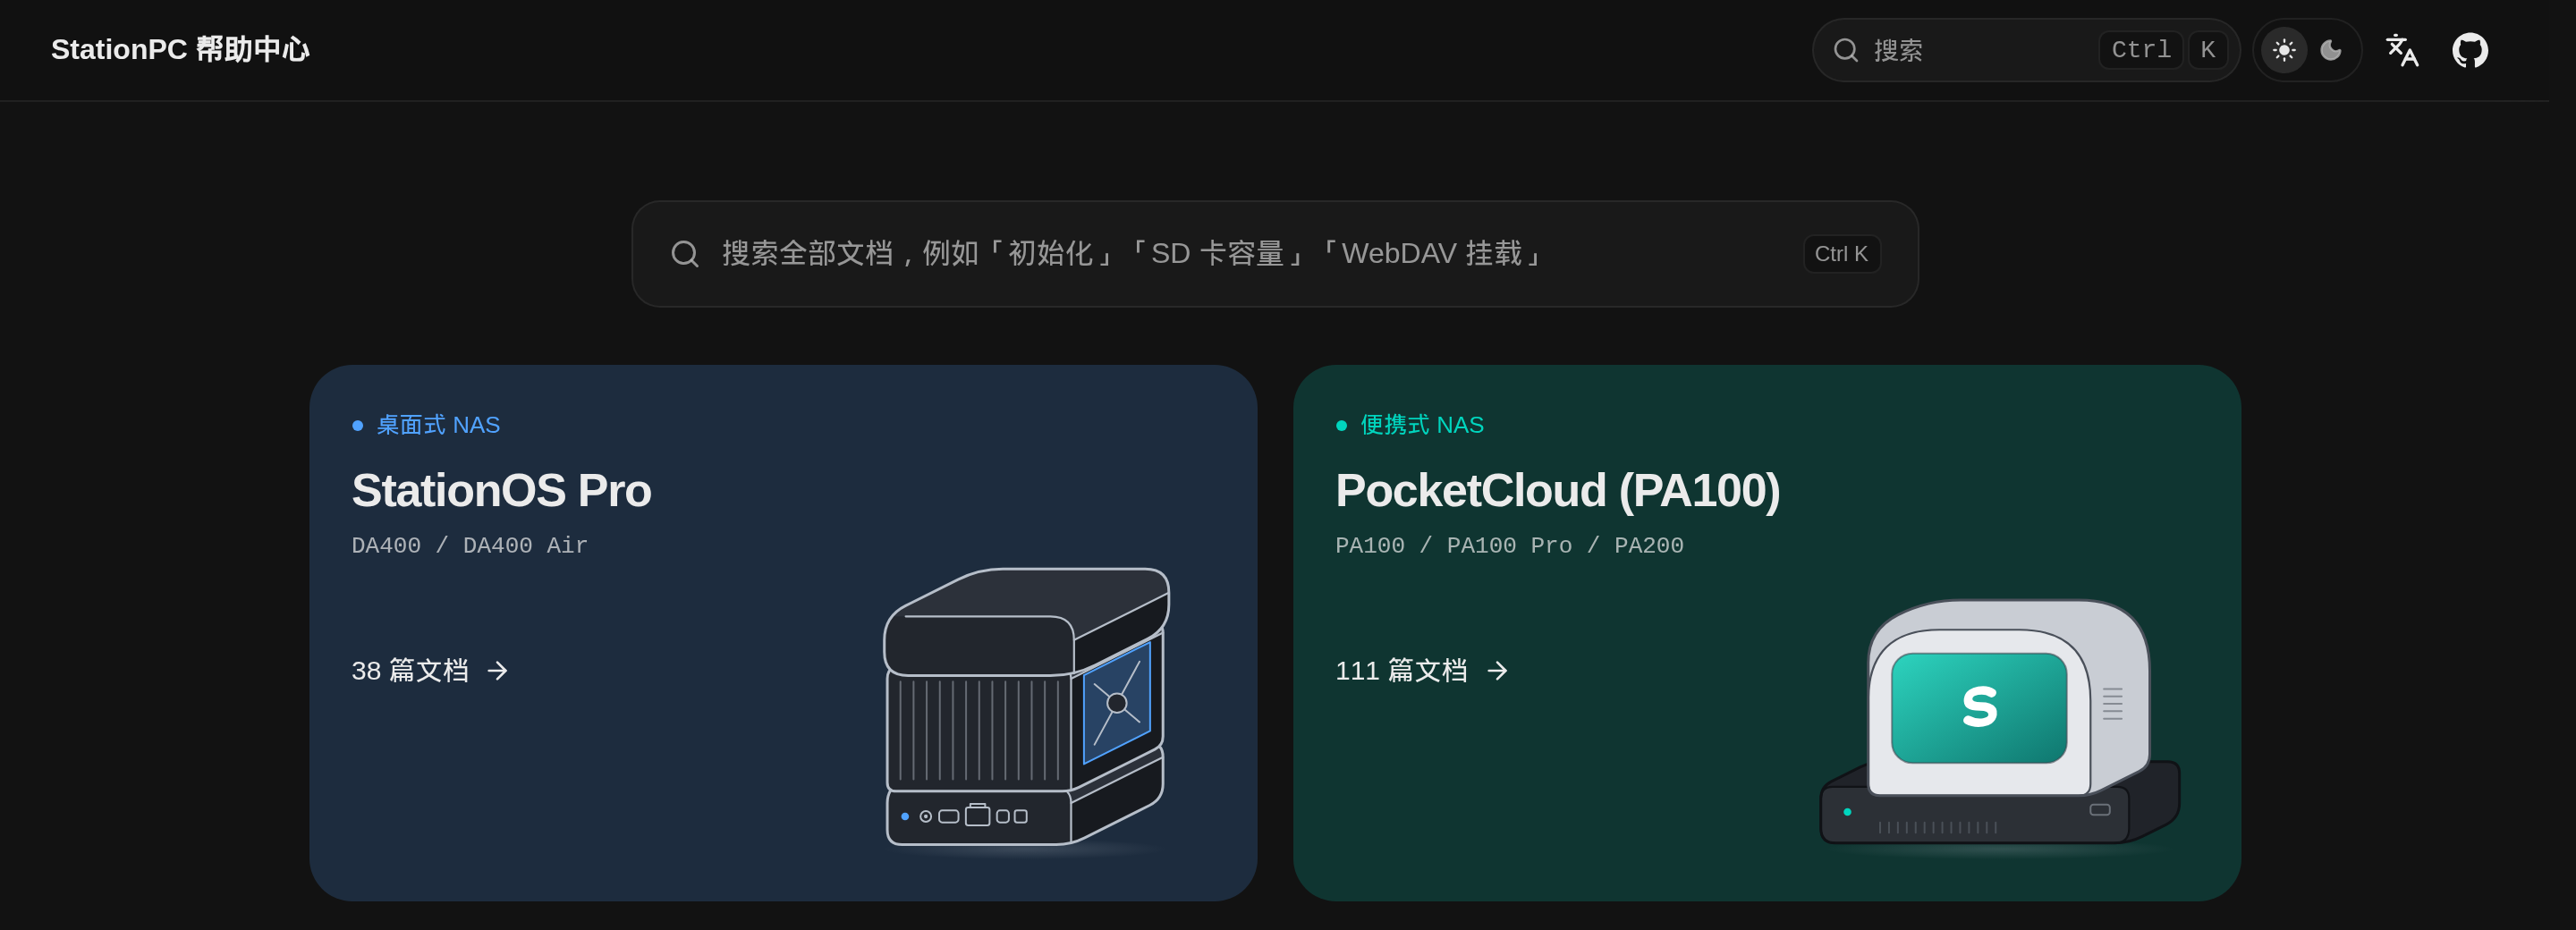 StationPC 帮助中心
搜索 Ctrl K
搜索全部文档，例如「初始化」「SD 卡容量」「WebDAV 挂载」 Ctrl K
桌面式 NAS
StationOS Pro
DA400 / DA400 Air
38 篇文档
便携式 NAS
PocketCloud (PA100)
PA100 / PA100 Pro / PA200
111 篇文档
S